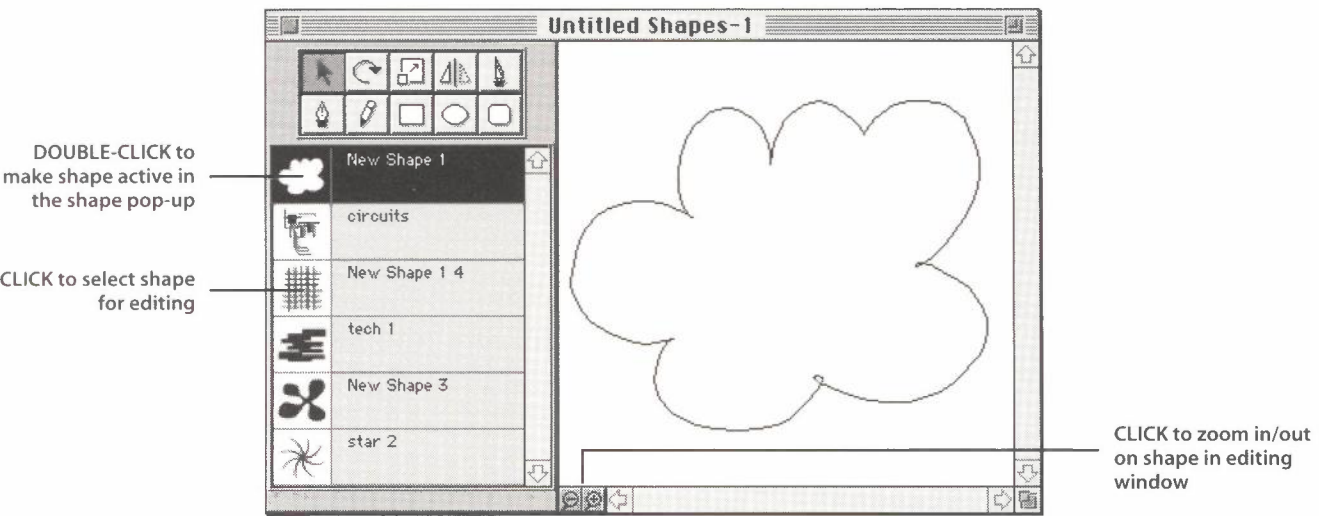 Untitled Shapes-1
DOUBLE-CLICK to
make shape active in
the shape pop-up
CLICK to select shape
for editing
New Shape 1
circuits
New Shape 1 4
tech 1
New Shape 3
star 2
CLICK to zoom in/out
on shape in editing
window